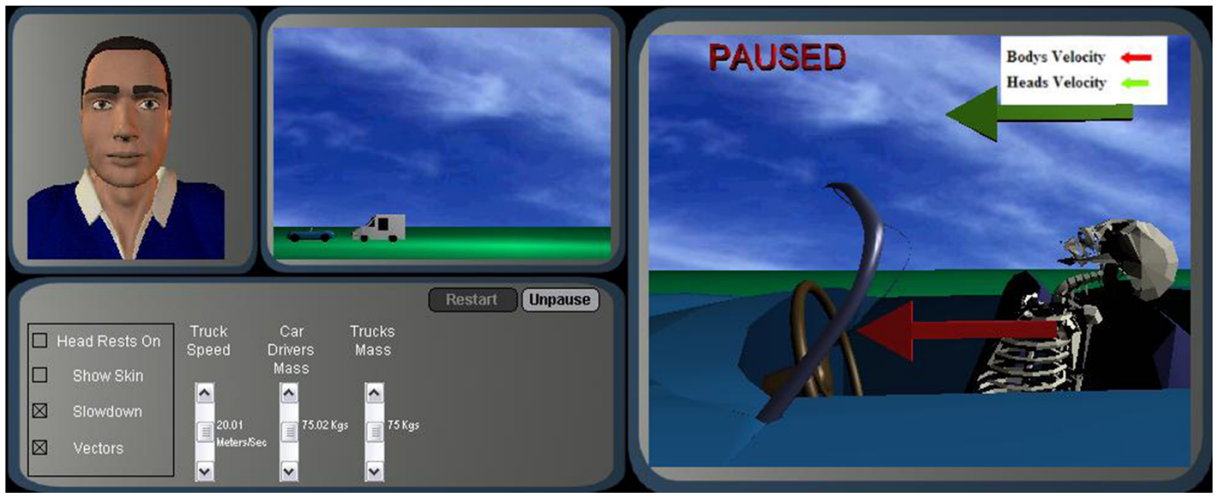 PAUSED
Bodys Velocity
Heads Velocity
Restart
Unpause
Head Rests On
Show Skin
Slowdown
Vectors
Truck
Speed
20.01
Meters/Sec
Car
Drivers
Mass
75.02 Kgs
Trucks
Mass
75 Kgs